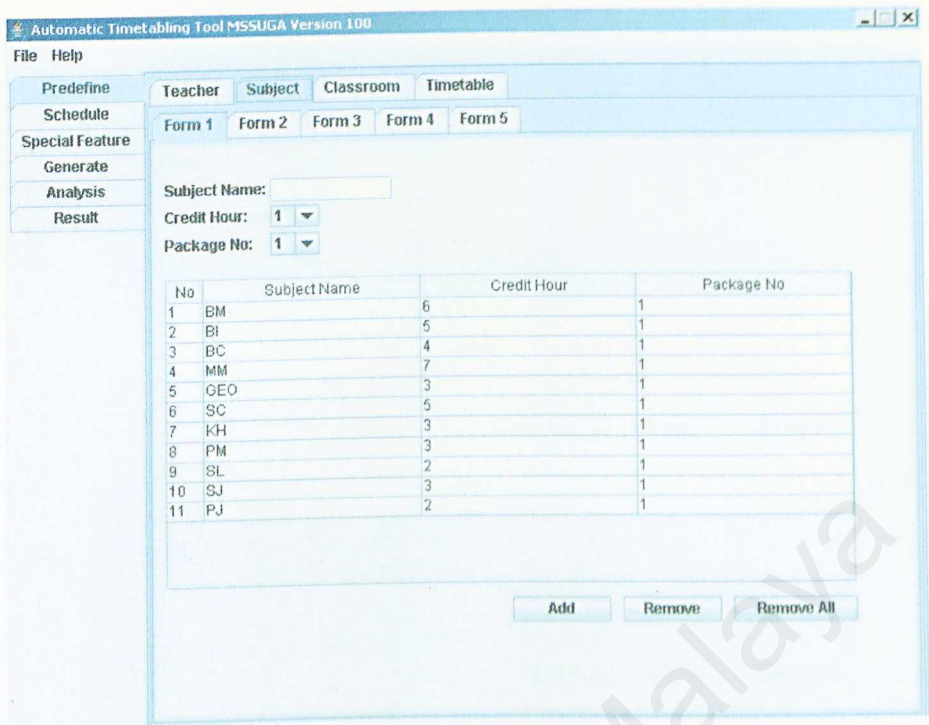 Automatic Timetabling Tool MSSUGA Version 100
File Help
Predefine
Schedule
Special Feature
Generate
Analysis
Result
Teacher Subject Classroom Timetable
Form 1 Form 2 Form 3 Form 4 Form 5
Subject Name:
Credit Hour: 1
Package No: 1
No Subject Name Credit Hour Package No
1 BM 6 1
2 BI 5 1
3 BC 4 1
4 MM 7 1
5 GEO 3 1
6 SC 5 1
7 KH 3 1
8 PM 3 1
9 SL 2 1
10 SJ 3 1
11 PJ 2 1
Add Remove Remove All
Malaya